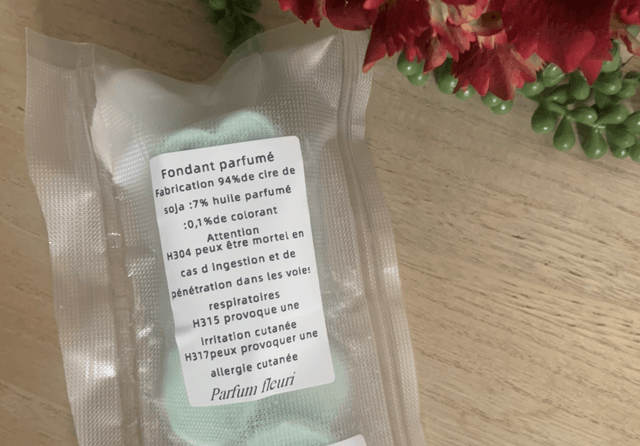 Fondant parfumé
Fabrication 94%de cire de
soja :7% huile parfumé
:0,1%de colorant
Attention
H304 peux être mortel en
cas d ingestion et de
pénétration dans les voies
respiratoires
H315 provoque une
irritation cutanée
H317peux provoquer une
allergie cutanée
Parfum fleuri